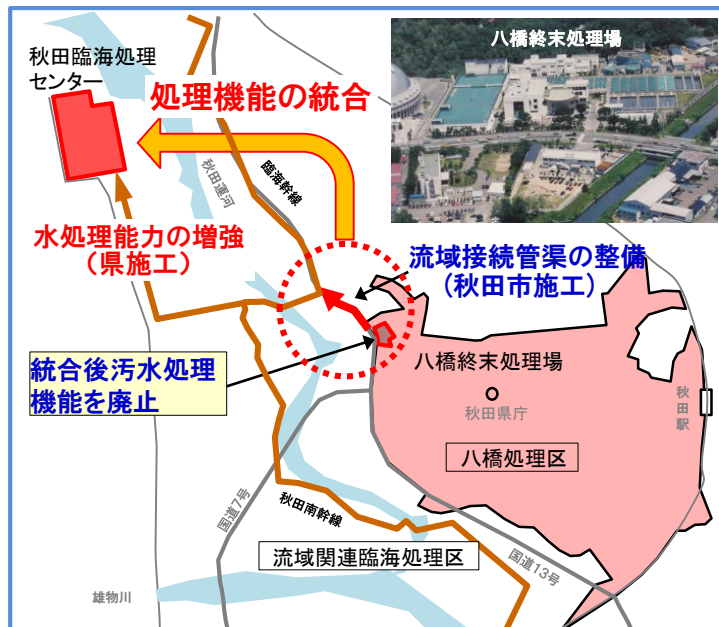 秋田臨海処理
センター
八橋終末処理場
処理機能の統合
秋田運河
臨海幹線
水処理能力の増強
（県施工）
流域接続管渠の整備
（秋田市施工）
統合後汚水処理
機能を廃止
八橋終末処理場
秋田県庁
秋田駅
八橋処理区
国道7号
秋田南幹線
流域関連臨海処理区
国道13号
雄物川